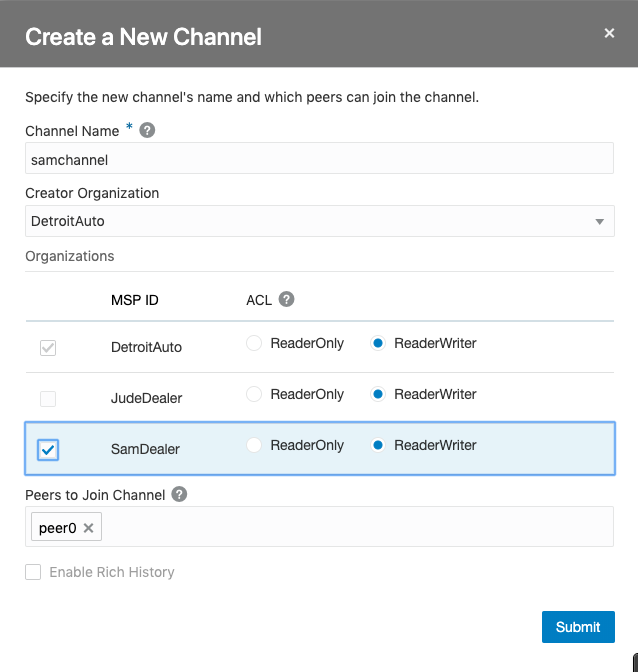 Create a New Channel ×
Specify the new channel's name and which peers can join the channel.
Channel Name * ?
samchannel
Creator Organization
DetroitAuto
Organizations
MSP ID ACL ?
DetroitAuto ReaderOnly ReaderWriter
JudeDealer ReaderOnly ReaderWriter
SamDealer ReaderOnly ReaderWriter
Peers to Join Channel ?
peer0 ×
Enable Rich History
Submit